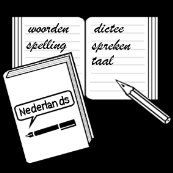 woorden
spelling
dictee
spreken
taal
Nederlands